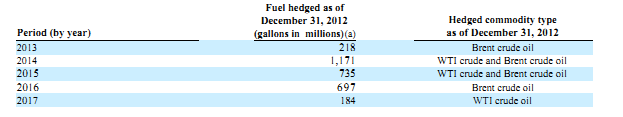 Fuel hedged as of
December 31, 2012 Hedged commodity type
Period (by year) (gallons in millions)(a) as of December 31, 2012
2013 218 Brent crude oil
2014 1,171 WTI crude and Brent crude oil
2015 735 WTI crude and Brent crude oil
2016 697 Brent crude oil
2017 184 WTI crude oil